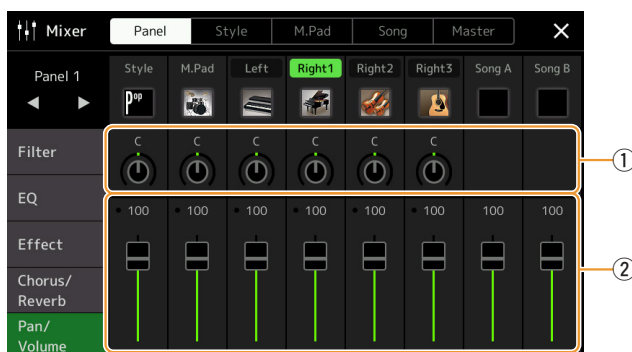 Mixer
Panel Style M.Pad Song Master
Panel 1
Style M.Pad Left Right1 Right2 Right3 Song A Song B
Pop
Filter
C C C C C C
①
EQ
100 100 100 100 100 100 100 100
Effect
②
Chorus/
Reverb
Pan/
Volume